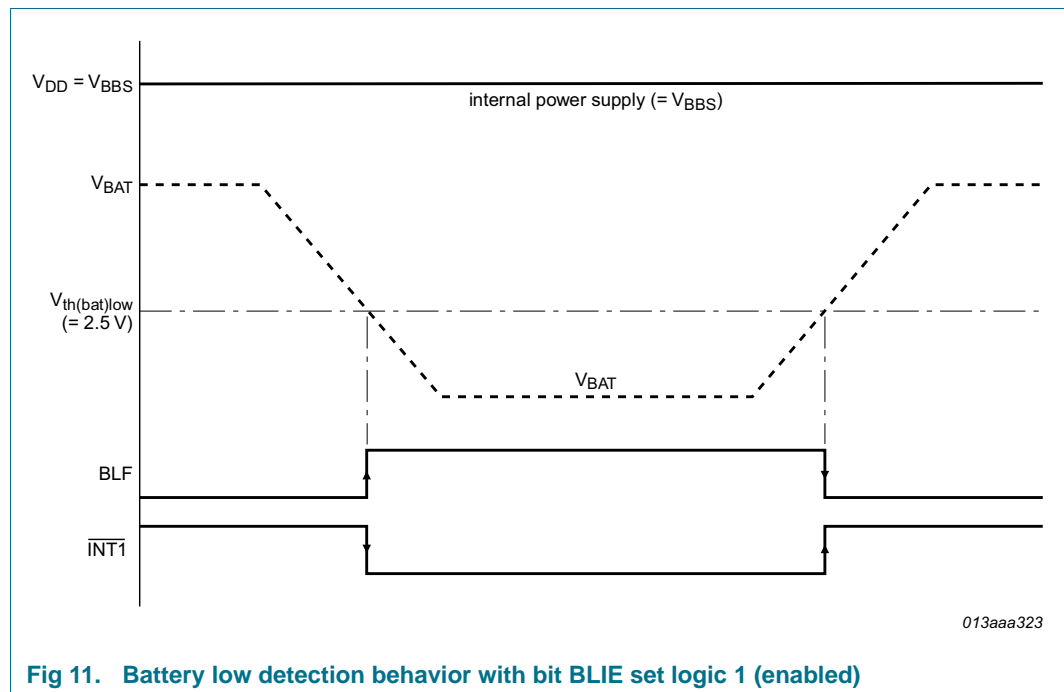 VDD = VBBS
internal power supply (= VBBS)
VBAT
Vth(bat)low
(= 2.5 V)
VBAT
BLF
INT1
013aaa323
Fig 11. Battery low detection behavior with bit BLIE set logic 1 (enabled)